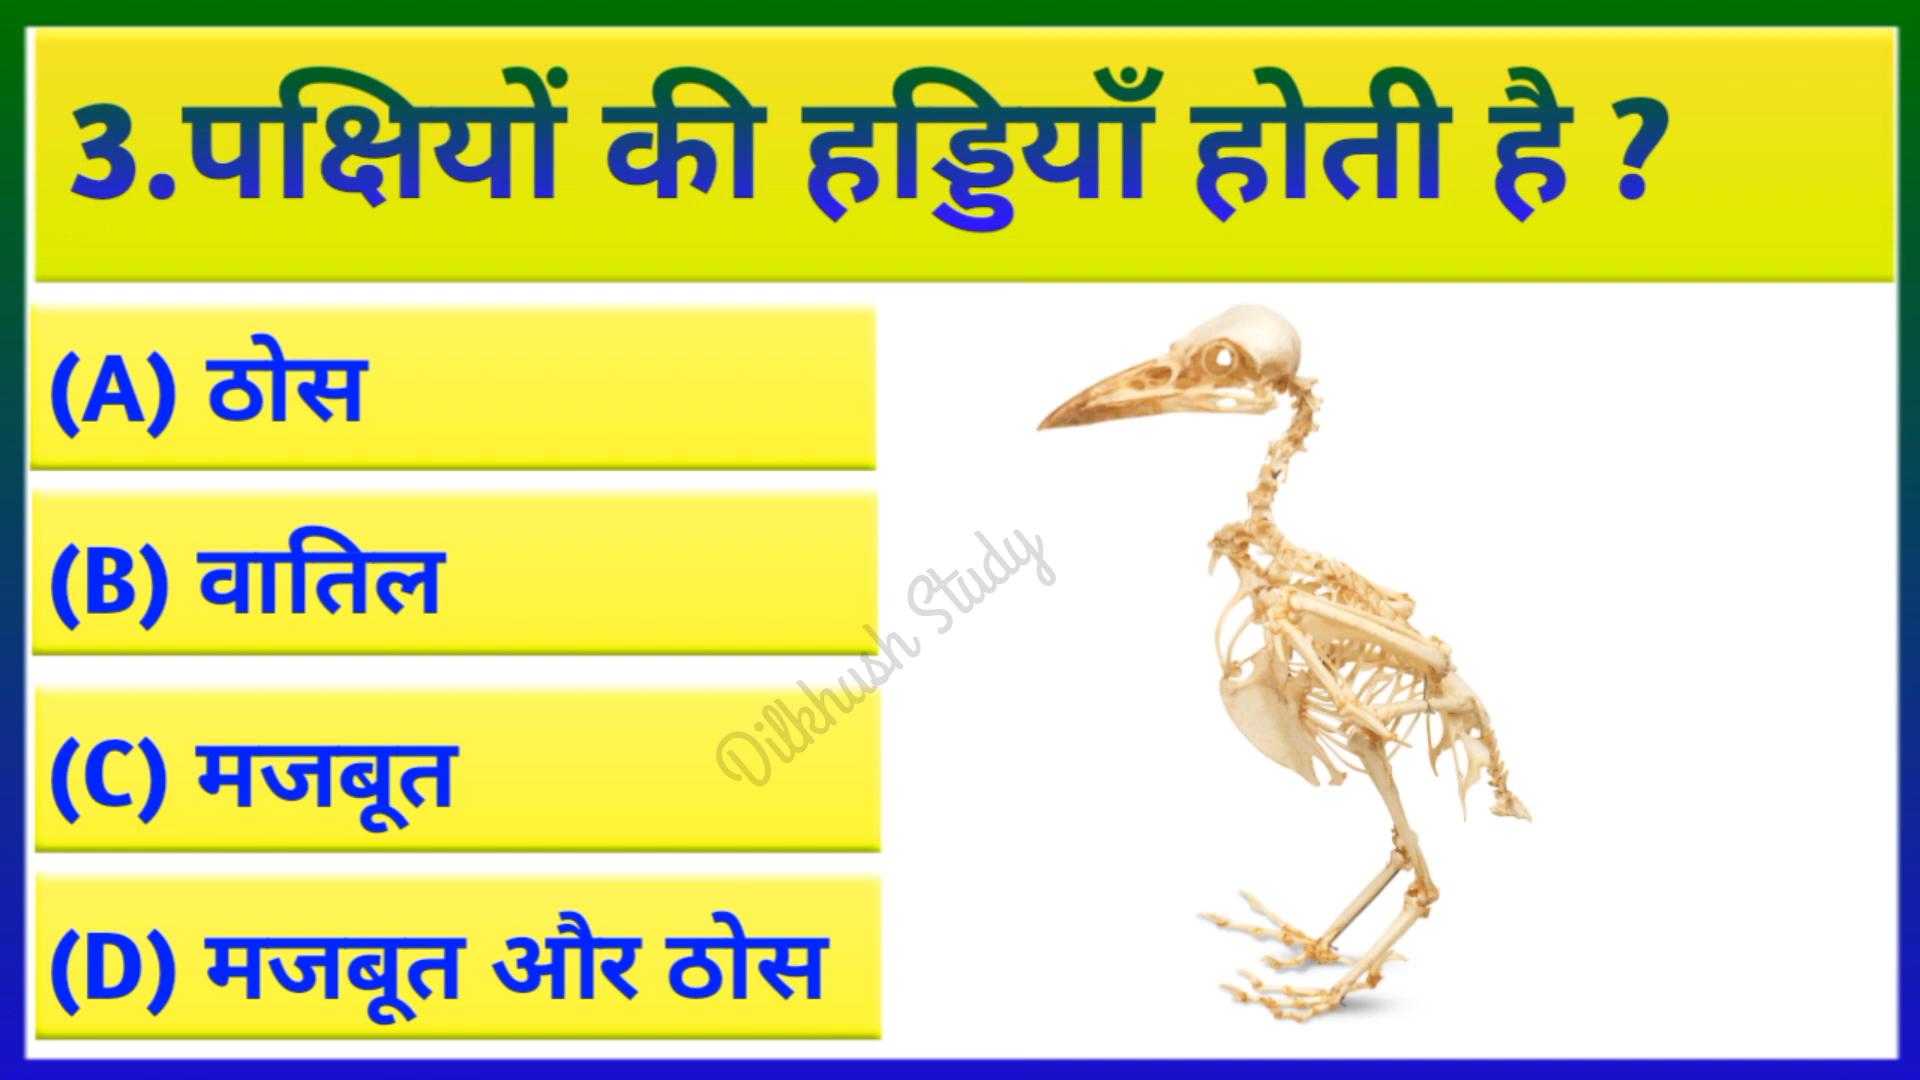 3.पक्षियों की हड्डियाँ होती है ?
(A) ठोस
(B) वातिल
(C) मजबूत
(D) मजबूत और ठोस
Dilkhush Study